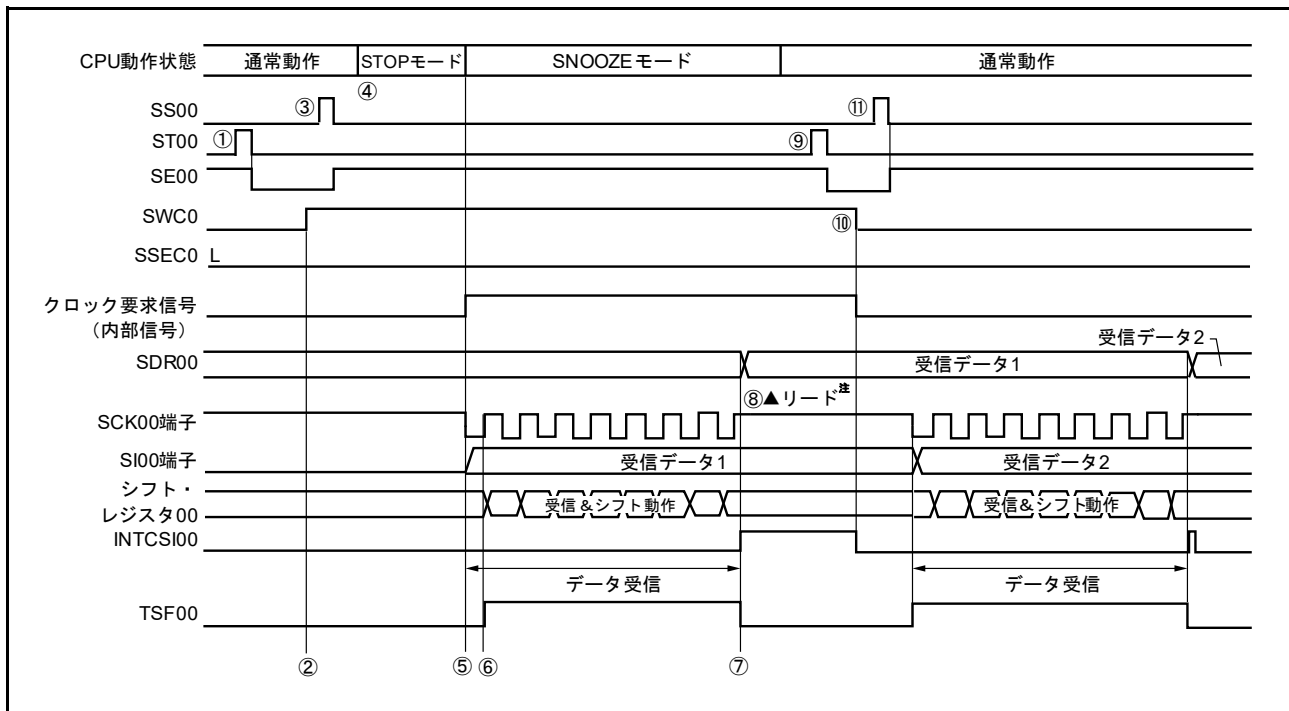 CPU動作状態 通常動作 STOPモード SNOOZEモード 通常動作
④
SS00 ③ ⑪
ST00 ① ⑨
SE00
SWC0 ⑩
SSEC0 L
クロック要求信号
（内部信号）
受信データ2
SDR00 受信データ1
⑧▲リード注
SCK00端子
SI00端子 受信データ1 受信データ2
シフト・
レジスタ00 受信&シフト動作 受信&シフト動作
INTCSI00
データ受信 データ受信
TSF00
② ⑤ ⑥ ⑦